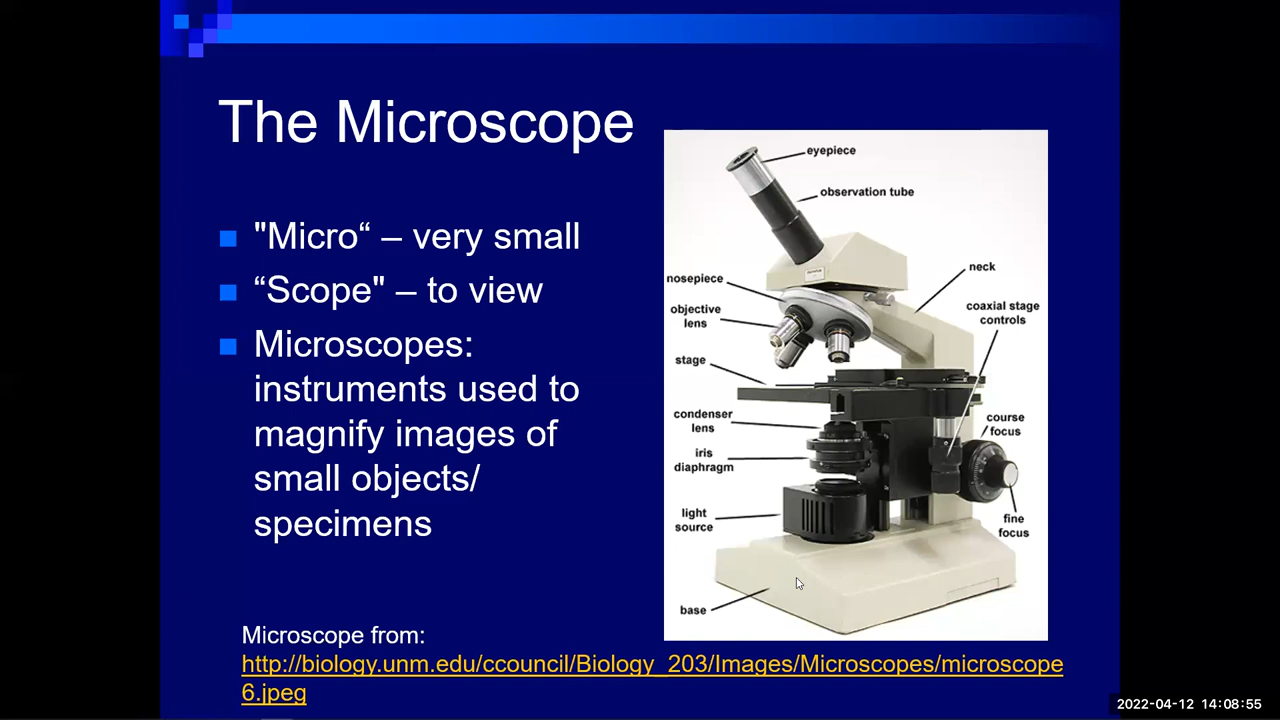 The Microscope
"Micro“ – very small
“Scope" – to view
Microscopes:
instruments used to
magnify images of
small objects/
specimens
eyepiece
observation tube
neck
nosepiece
coaxial stage
controls
objective
lens
stage
condenser
lens
course
focus
iris
diaphragm
light
source
fine
focus
base
Microscope from:
http://biology.unm.edu/ccouncil/Biology_203/Images/Microscopes/microscope
6.jpeg
2022-04-12 14:08:55